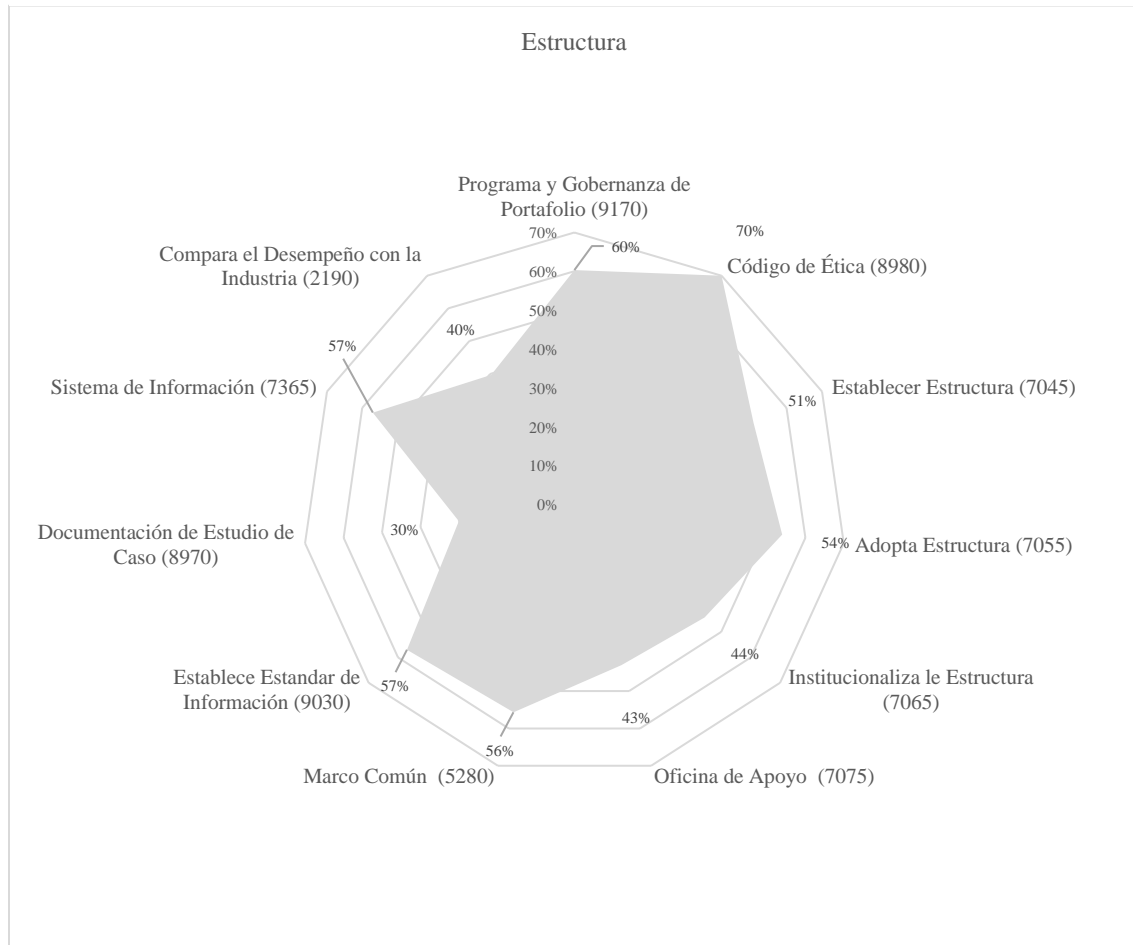 Estructura
Programa y Gobernanza de
Portafolio (9170)
70%
60%
50%
40%
30%
20%
10%
0%
60%
70%
Código de Ética (8980)
51%
Establecer Estructura (7045)
54%
Adopta Estructura (7055)
44%
Institucionaliza le Estructura
(7065)
43%
Oficina de Apoyo (7075)
56%
Marco Común (5280)
57%
Establece Estandar de
Información (9030)
30%
Documentación de Estudio de
Caso (8970)
57%
Sistema de Información (7365)
40%
Compara el Desempeño con la
Industria (2190)